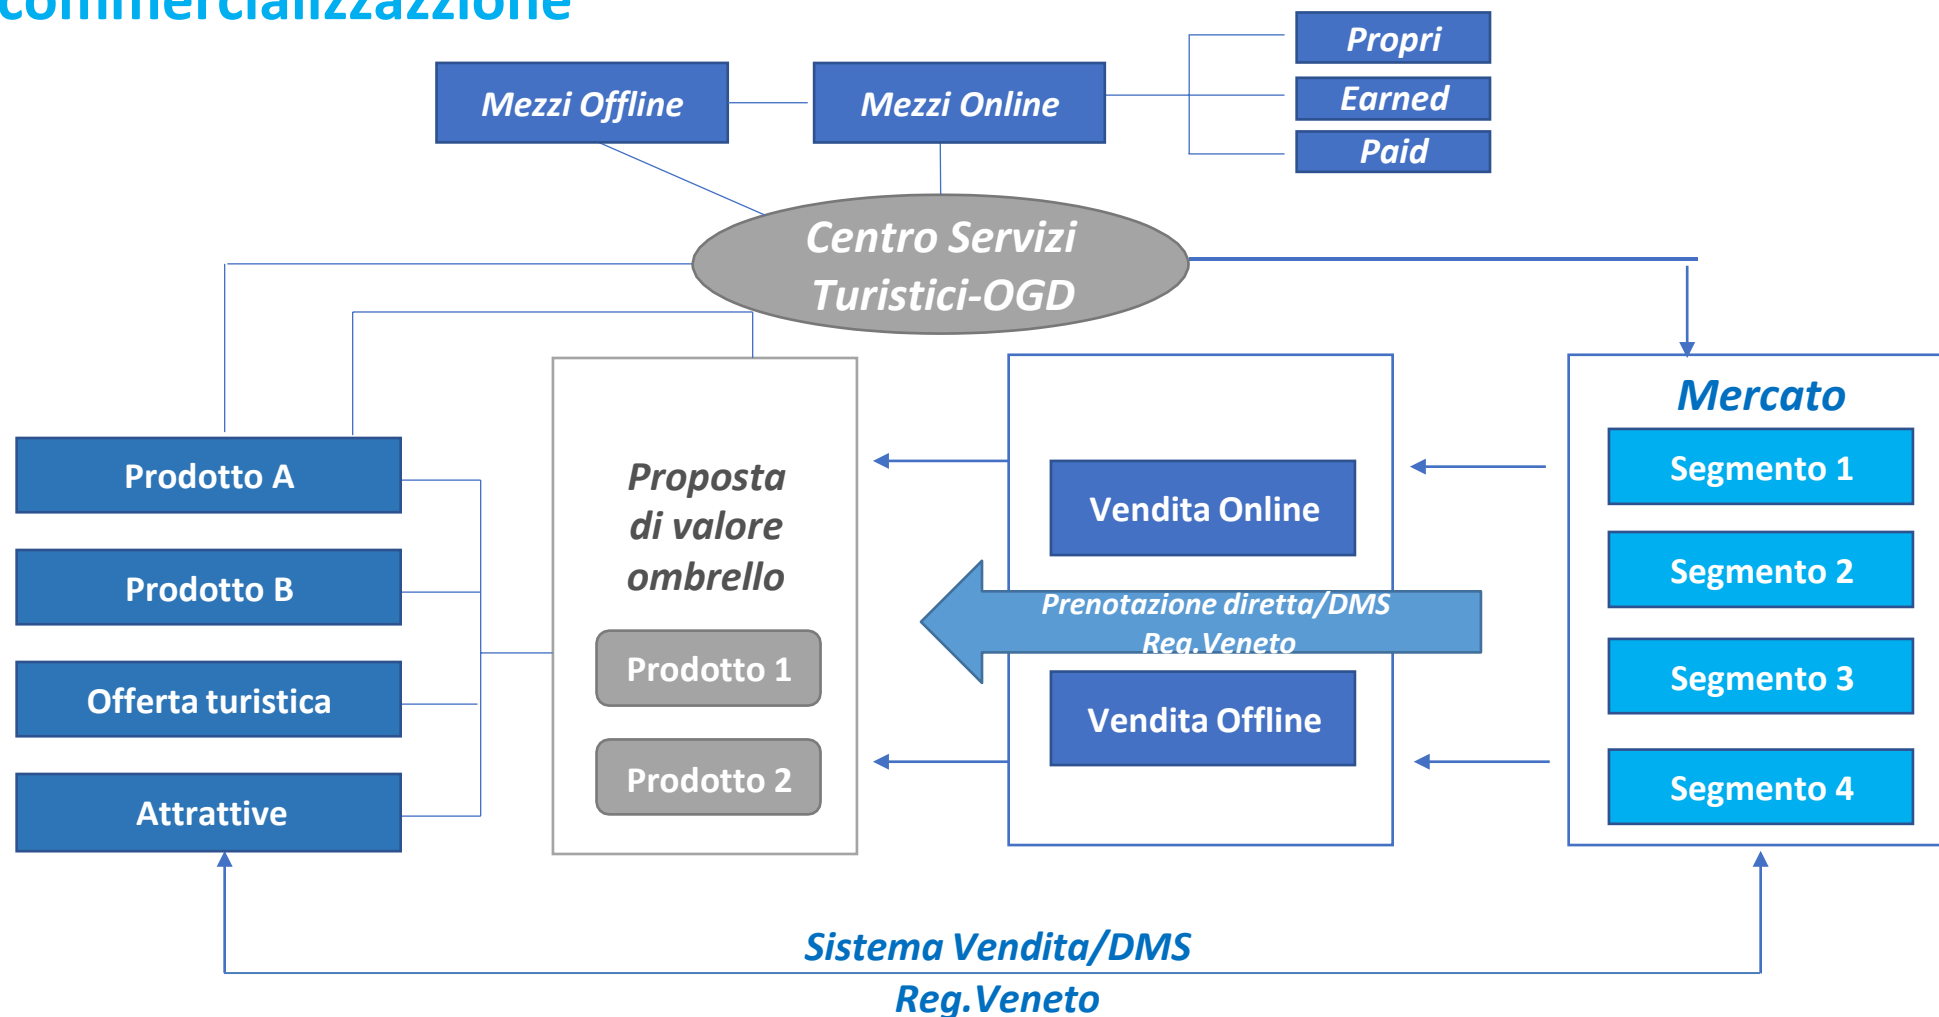 commercializzazzione
Propri
Mezzi Offline
Mezzi Online
Earned
Paid
Centro Servizi
Turistici-OGD
Mercato
Prodotto A
Prodotto B
Offerta turistica
Attrattive
Proposta
di valore
ombrello
Prodotto 1
Prodotto 2
Vendita Online
Prenotazione diretta/DMS
Reg.Veneto
Vendita Offline
Segmento 1
Segmento 2
Segmento 3
Segmento 4
Sistema Vendita/DMS
Reg.Veneto